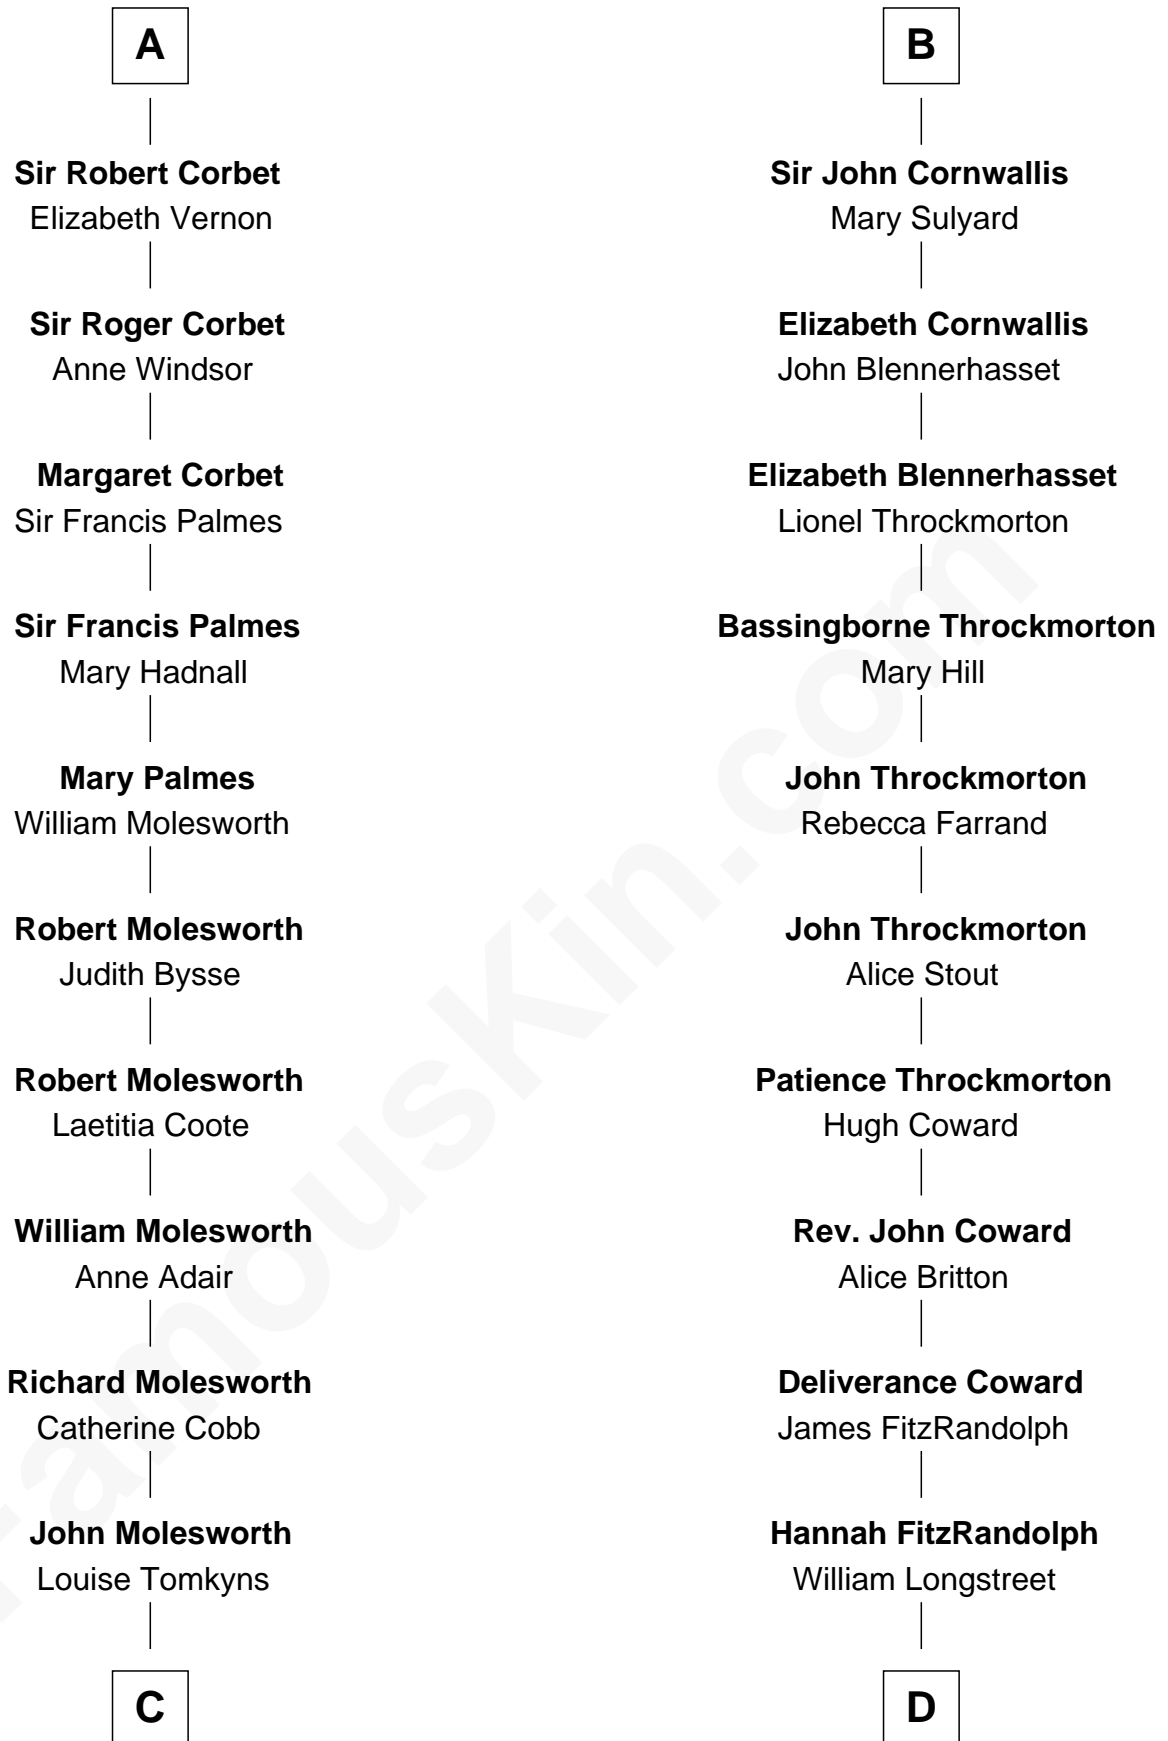 A
Sir Robert Corbet
Elizabeth Vernon
Sir Roger Corbet
Anne Windsor
Margaret Corbet
Sir Francis Palmes
Sir Francis Palmes
Mary Hadnall
Mary Palmes
William Molesworth
Robert Molesworth
Judith Bysse
Robert Molesworth
Laetitia Coote
William Molesworth
Anne Adair
Richard Molesworth
Catherine Cobb
John Molesworth
Louise Tomkyns
C
B
Sir John Cornwallis
Mary Sulyard
Elizabeth Cornwallis
John Blennerhasset
Elizabeth Blennerhasset
Lionel Throckmorton
Bassingborne Throckmorton
Mary Hill
John Throckmorton
Rebecca Farrand
John Throckmorton
Alice Stout
Patience Throckmorton
Hugh Coward
Rev. John Coward
Alice Britton
Deliverance Coward
James FitzRandolph
Hannah FitzRandolph
William Longstreet
D
FamousKin.com